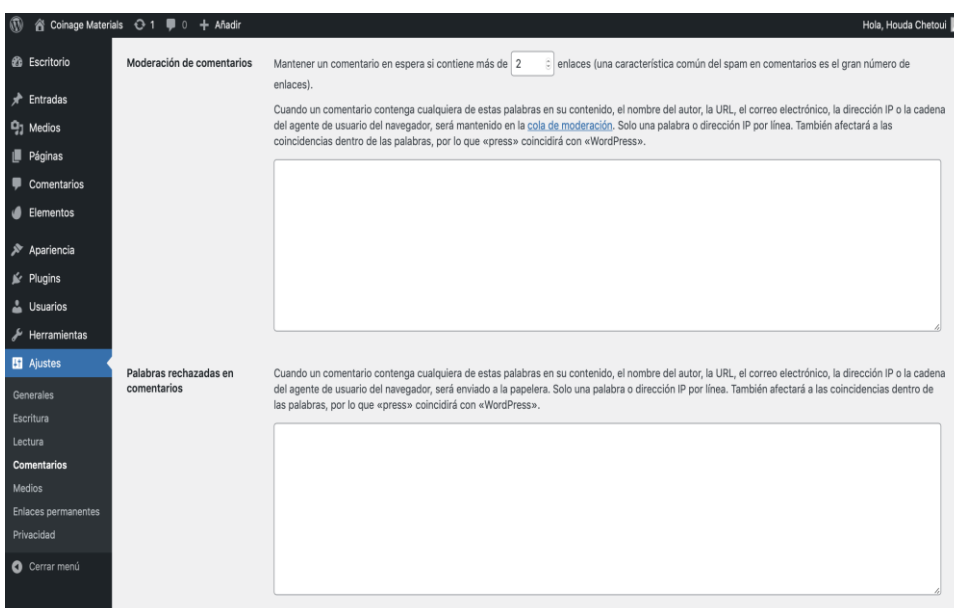 Coinage Materials 1 0 + Añadir Hola, Houda Chetoui
Escritorio
Entradas
Medios
Páginas
Comentarios
Elementos
Apariencia
Plugins
Usuarios
Herramientas
Ajustes
Generales
Escritura
Lectura
Comentarios
Medios
Enlaces permanentes
Privacidad
Cerrar menú
Moderación de comentarios
Mantener un comentario en espera si contiene más de 2 enlaces (una característica común del spam en comentarios es el gran número de
enlaces).
Cuando un comentario contenga cualquiera de estas palabras en su contenido, el nombre del autor, la URL, el correo electrónico, la dirección IP o la cadena
del agente de usuario del navegador, será mantenido en la cola de moderación. Solo una palabra o dirección IP por línea. También afectará a las
coincidencias dentro de las palabras, por lo que «press» coincidirá con «WordPress».
Palabras rechazadas en
comentarios
Cuando un comentario contenga cualquiera de estas palabras en su contenido, el nombre del autor, la URL, el correo electrónico, la dirección IP o la cadena
del agente de usuario del navegador, será enviado a la papelera. Solo una palabra o dirección IP por línea. También afectará a las coincidencias dentro de
las palabras, por lo que «press» coincidirá con «WordPress».